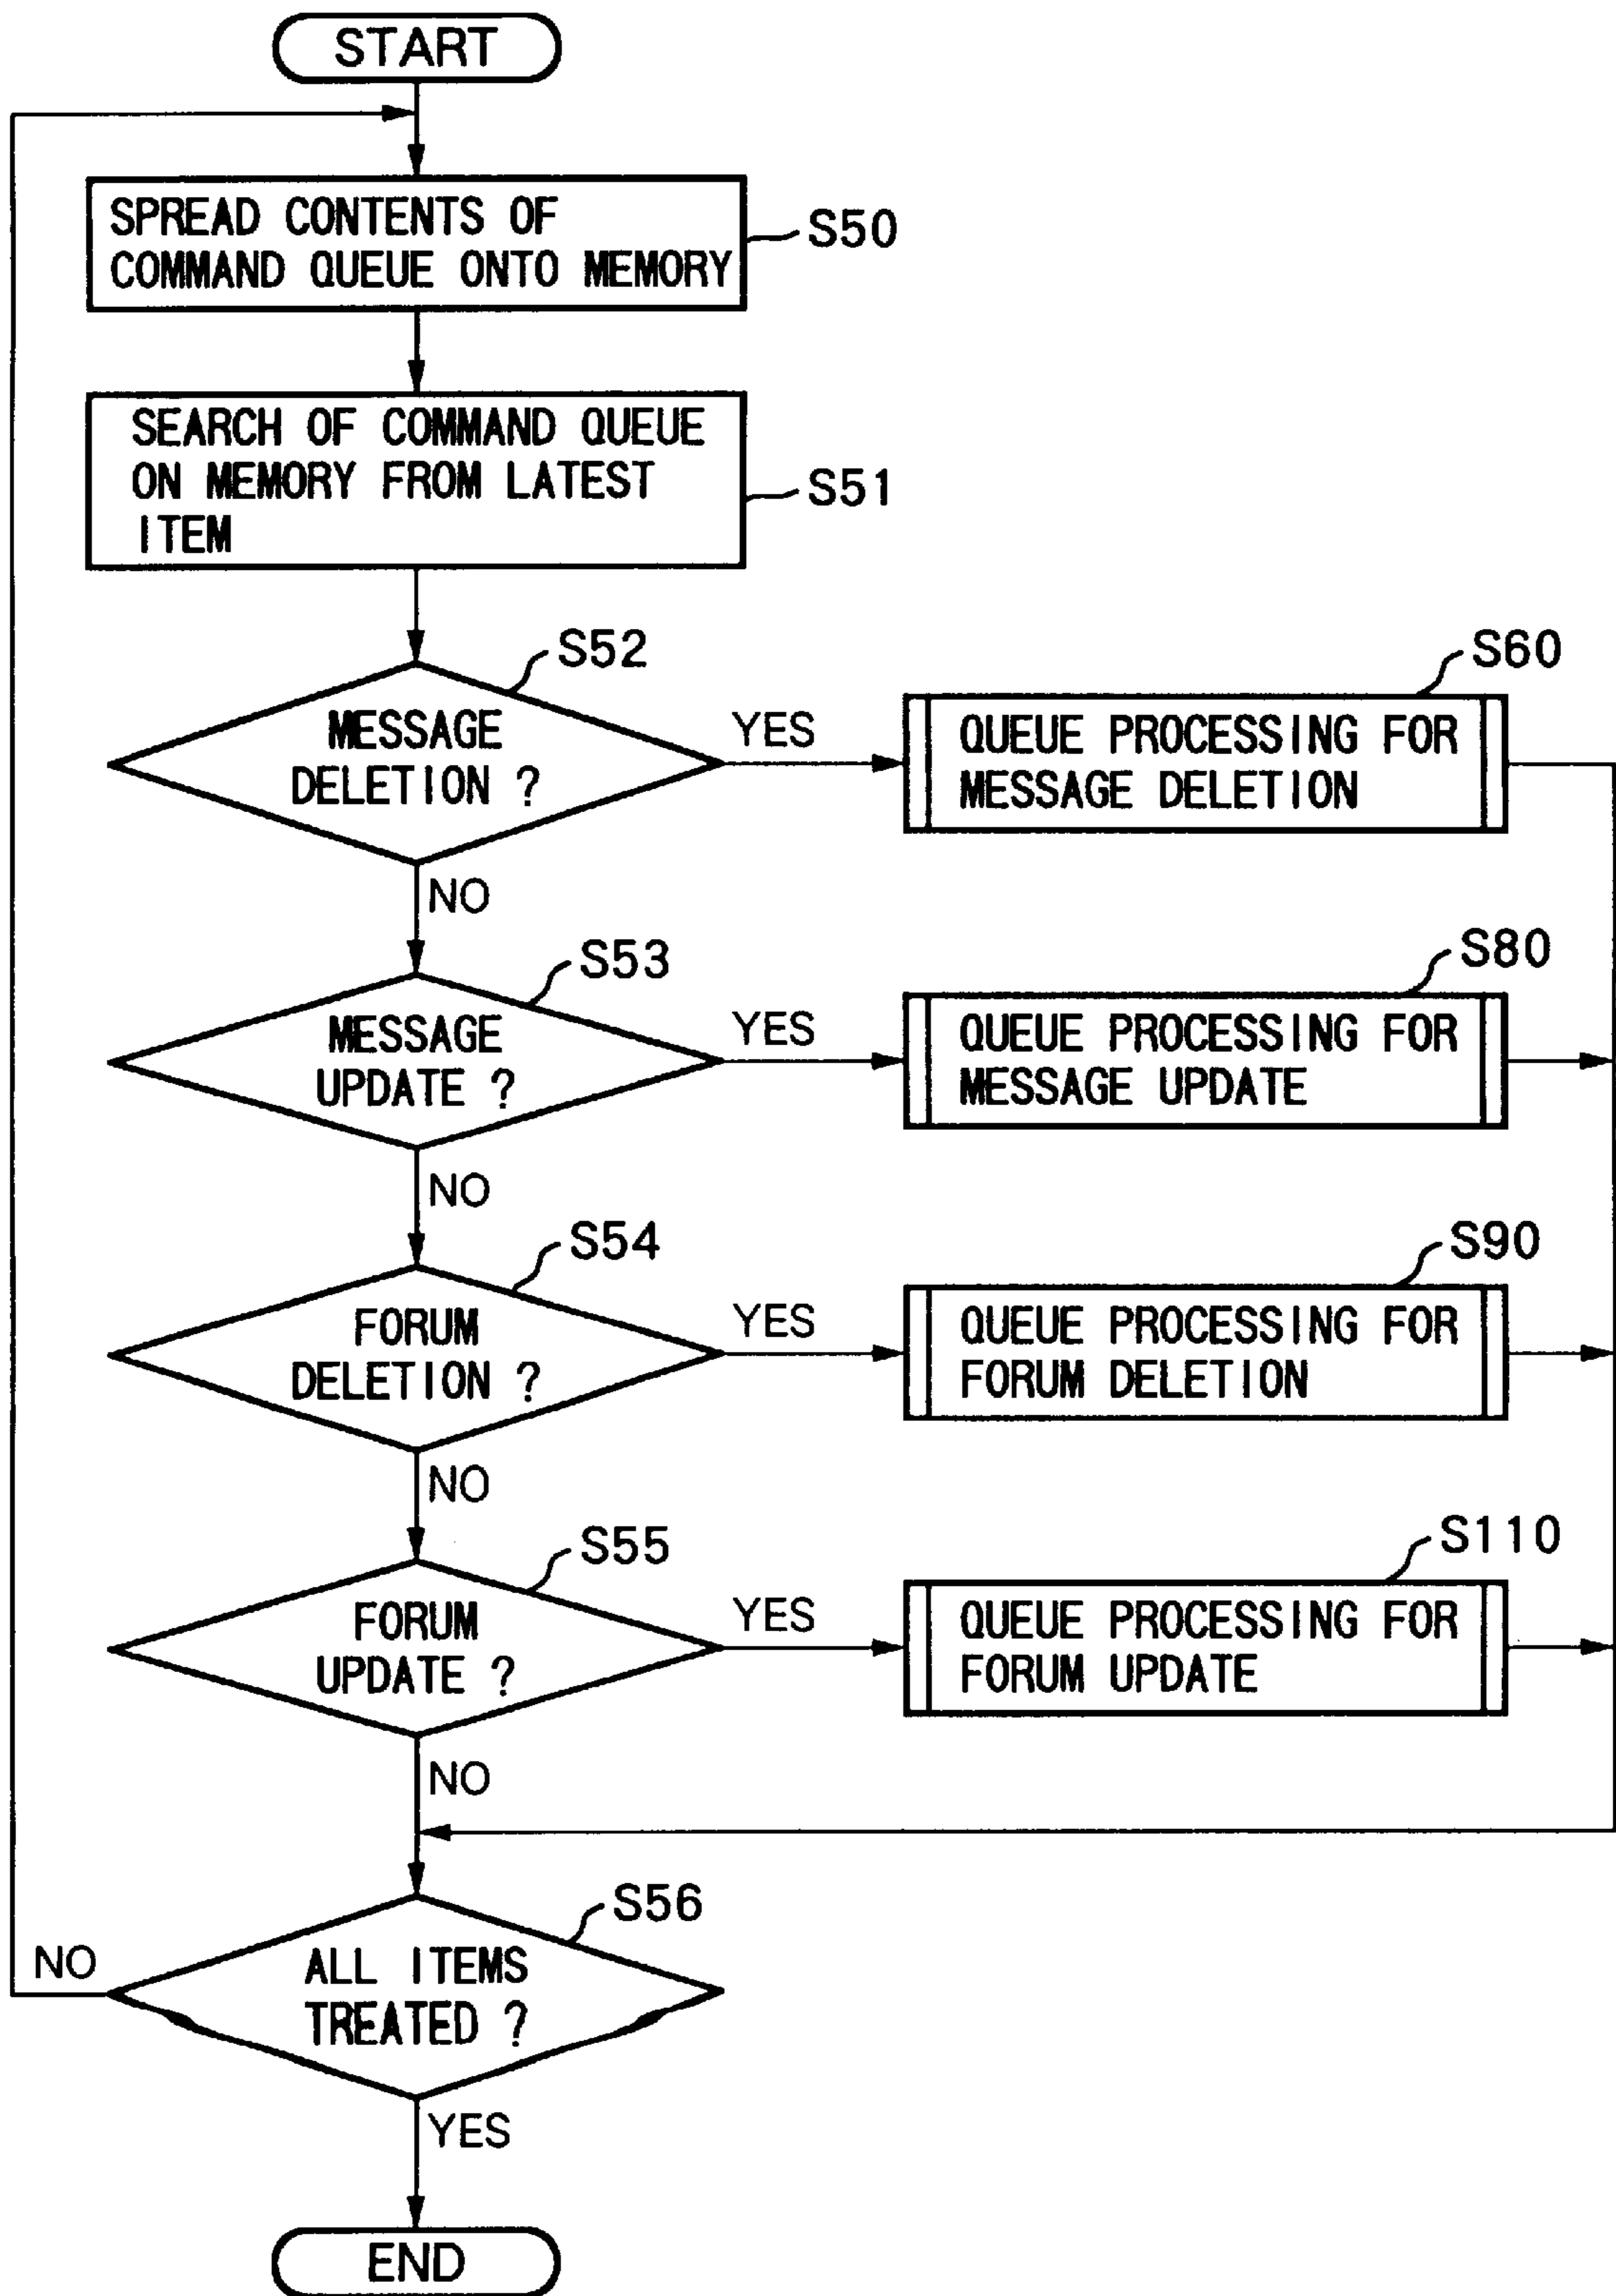 START
SPREAD CONTENTS OF
COMMAND QUEUE ONTO MEMORY
S50
SEARCH OF COMMAND QUEUE
ON MEMORY FROM LATEST
ITEM
S51
S52
MESSAGE
DELETION ?
YES
NO
S60
QUEUE PROCESSING FOR
MESSAGE DELETION
S53
MESSAGE
UPDATE ?
YES
NO
S80
QUEUE PROCESSING FOR
MESSAGE UPDATE
S54
FORUM
DELETION ?
YES
NO
S90
QUEUE PROCESSING FOR
FORUM DELETION
S55
FORUM
UPDATE ?
YES
NO
S110
QUEUE PROCESSING FOR
FORUM UPDATE
S56
ALL ITEMS
TREATED ?
NO
YES
END